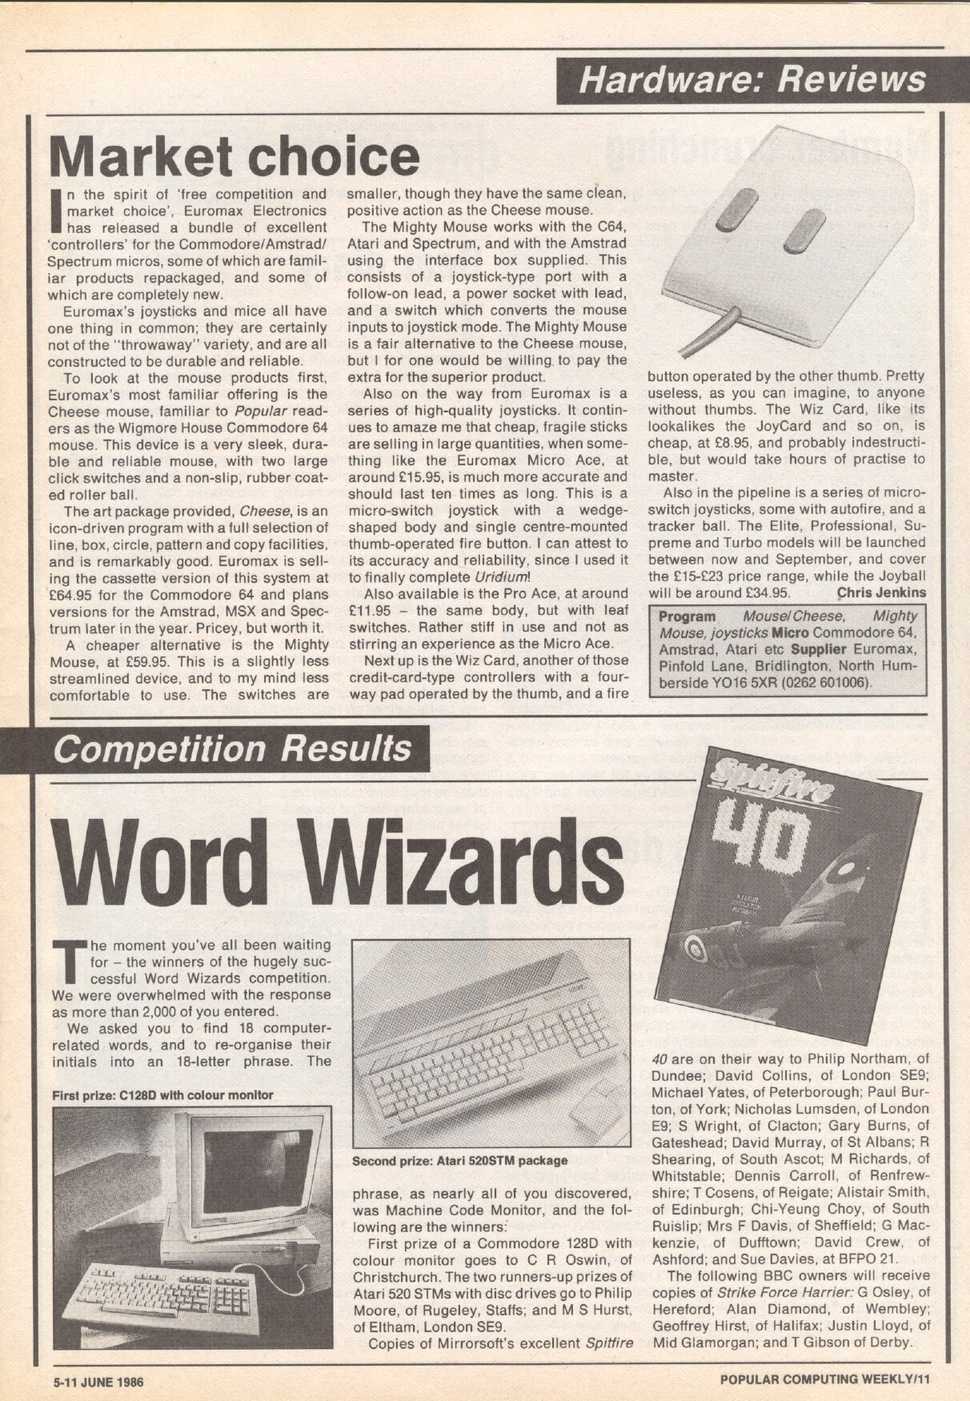 Hardware: Reviews
Market choice
In the spirit of 'free competition and
market choice', Euromax Electronics
has released a bundle of excellent
'controllers' for the Commodore/Amstrad/
Spectrum micros, some of which are famil-
iar products repackaged, and some of
which are completely new.
Euromax's joysticks and mice all have
one thing in common; they are certainly
not of the "throwaway" variety, and are all
constructed to be durable and reliable.
To look at the mouse products first,
Euromax's most familiar offering is the
Cheese mouse, familiar to Popular read-
ers as the Wigmore House Commodore 64
mouse. This device is a very sleek, dura-
ble and reliable mouse, with two large
click switches and a non-slip, rubber coat-
ed roller ball.
The art package provided, Cheese, is an
icon-driven program with a full selection of
line, box, circle, pattern and copy facilities,
and is remarkably good. Euromax is sell-
ing the cassette version of this system at
£64.95 for the Commodore 64 and plans
versions for the Amstrad, MSX and Spec-
trum later in the year. Pricey, but worth it.
A cheaper alternative is the Mighty
Mouse, at £59.95. This is a slightly less
streamlined device, and to my mind less
comfortable to use. The switches are
smaller, though they have the same clean,
positive action as the Cheese mouse.
The Mighty Mouse works with the C64,
Atari and Spectrum, and with the Amstrad
using the interface box supplied. This
consists of a joystick-type port with a
follow-on lead, a power socket with lead,
and a switch which converts the mouse
inputs to joystick mode. The Mighty Mouse
is a fair alternative to the Cheese mouse,
but I for one would be willing to pay the
extra for the superior product.
Also on the way from Euromax is a
series of high-quality joysticks. It contin-
ues to amaze me that cheap, fragile sticks
are selling in large quantities, when some-
thing like the Euromax Micro Ace, at
around £15.95, is much more accurate and
should last ten times as long. This is a
micro-switch joystick with a wedge-
shaped body and single centre-mounted
thumb-operated fire button. I can attest to
its accuracy and reliability, since I used it
to finally complete Uridium!
Also available is the Pro Ace, at around
£11.95 – the same body, but with leaf
switches. Rather stiff in use and not as
stirring an experience as the Micro Ace.
Next up is the Wiz Card, another of those
credit-card-type controllers with a four-
way pad operated by the thumb, and a fire
button operated by the other thumb. Pretty
useless, as you can imagine, to anyone
without thumbs. The Wiz Card, like its
lookalikes the JoyCard and so on, is
cheap, at £8.95, and probably indestructi-
ble, but would take hours of practise to
master.
Also in the pipeline is a series of micro-
switch joysticks, some with autofire, and a
tracker ball. The Elite, Professional, Su-
preme and Turbo models will be launched
between now and September, and cover
the £15-£23 price range, while the Joyball
will be around £34.95. Chris Jenkins
Program Mouse/Cheese, Mighty
Mouse, joysticks Micro Commodore 64,
Amstrad, Atari etc Supplier Euromax,
Pinfold Lane, Bridlington, North Hum-
berside YO16 5XR (0262 601006).
Competition Results
Word Wizards
The moment you've all been waiting
for – the winners of the hugely suc-
cessful Word Wizards competition.
We were overwhelmed with the response
as more than 2,000 of you entered.
We asked you to find 18 computer-
related words, and to re-organise their
initials into an 18-letter phrase. The
First prize: C128D with colour monitor
Second prize: Atari 520STM package
phrase, as nearly all of you discovered,
was Machine Code Monitor, and the fol-
lowing are the winners:
First prize of a Commodore 128D with
colour monitor goes to C R Oswin, of
Christchurch. The two runners-up prizes of
Atari 520 STMs with disc drives go to Philip
Moore, of Rugeley, Staffs; and M S Hurst,
of Eltham, London SE9.
Copies of Mirrorsoft's excellent Spitfire
Spitfire
40
40 are on their way to Philip Northam, of
Dundee; David Collins, of London SE9;
Michael Yates, of Peterborough; Paul Bur-
ton, of York; Nicholas Lumsden, of London
E9; S Wright, of Clacton; Gary Burns, of
Gateshead; David Murray, of St Albans; R
Shearing, of South Ascot; M Richards, of
Whitstable; Dennis Carroll, of Renfrew-
shire; T Cosens, of Reigate; Alistair Smith,
of Edinburgh; Chi-Yeung Choy, of South
Ruislip; Mrs F Davis, of Sheffield; G Mac-
kenzie, of Dufftown; David Crew, of
Ashford; and Sue Davies, at BFPO 21.
The following BBC owners will receive
copies of Strike Force Harrier: G Osley, of
Hereford; Alan Diamond, of Wembley;
Geoffrey Hirst, of Halifax; Justin Lloyd, of
Mid Glamorgan; and T Gibson of Derby.
5-11 JUNE 1986
POPULAR COMPUTING WEEKLY/11